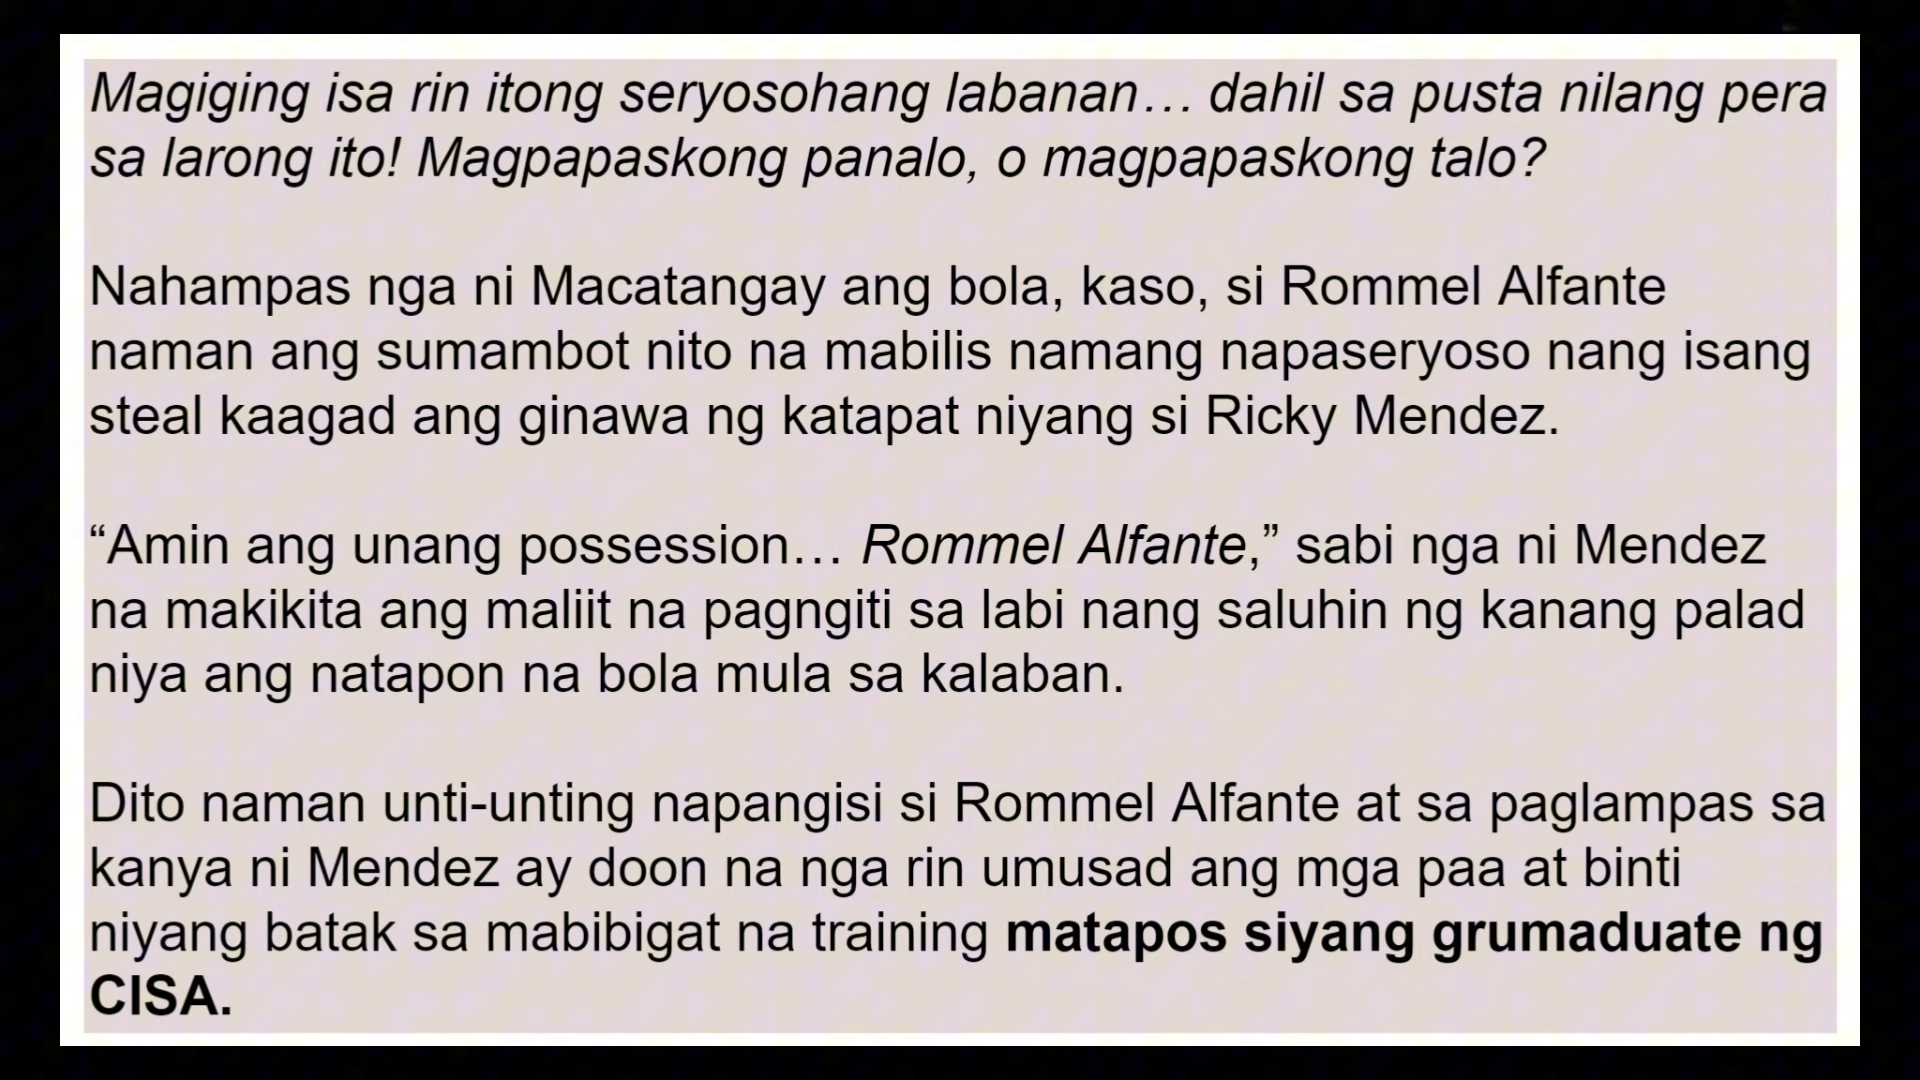 Magiging isa rin itong seryosohang labanan… dahil sa pusta nilang pera
sa larong ito! Magpapaskong panalo, o magpapaskong talo?
Nahampas nga ni Macatangay ang bola, kaso, si Rommel Alfante
naman ang sumambot nito na mabilis namang napaseryoso nang isang
steal kaagad ang ginawa ng katapat niyang si Ricky Mendez.
“Amin ang unang possession… Rommel Alfante,” sabi nga ni Mendez
na makikita ang maliit na pagngiti sa labi nang saluhin ng kanang palad
niya ang natapon na bola mula sa kalaban.
Dito naman unti-unting napangisi si Rommel Alfante at sa paglampas sa
kanya ni Mendez ay doon na nga rin umusad ang mga paa at binti
niyang batak sa mabibigat na training matapos siyang grumaduate ng
CISA.